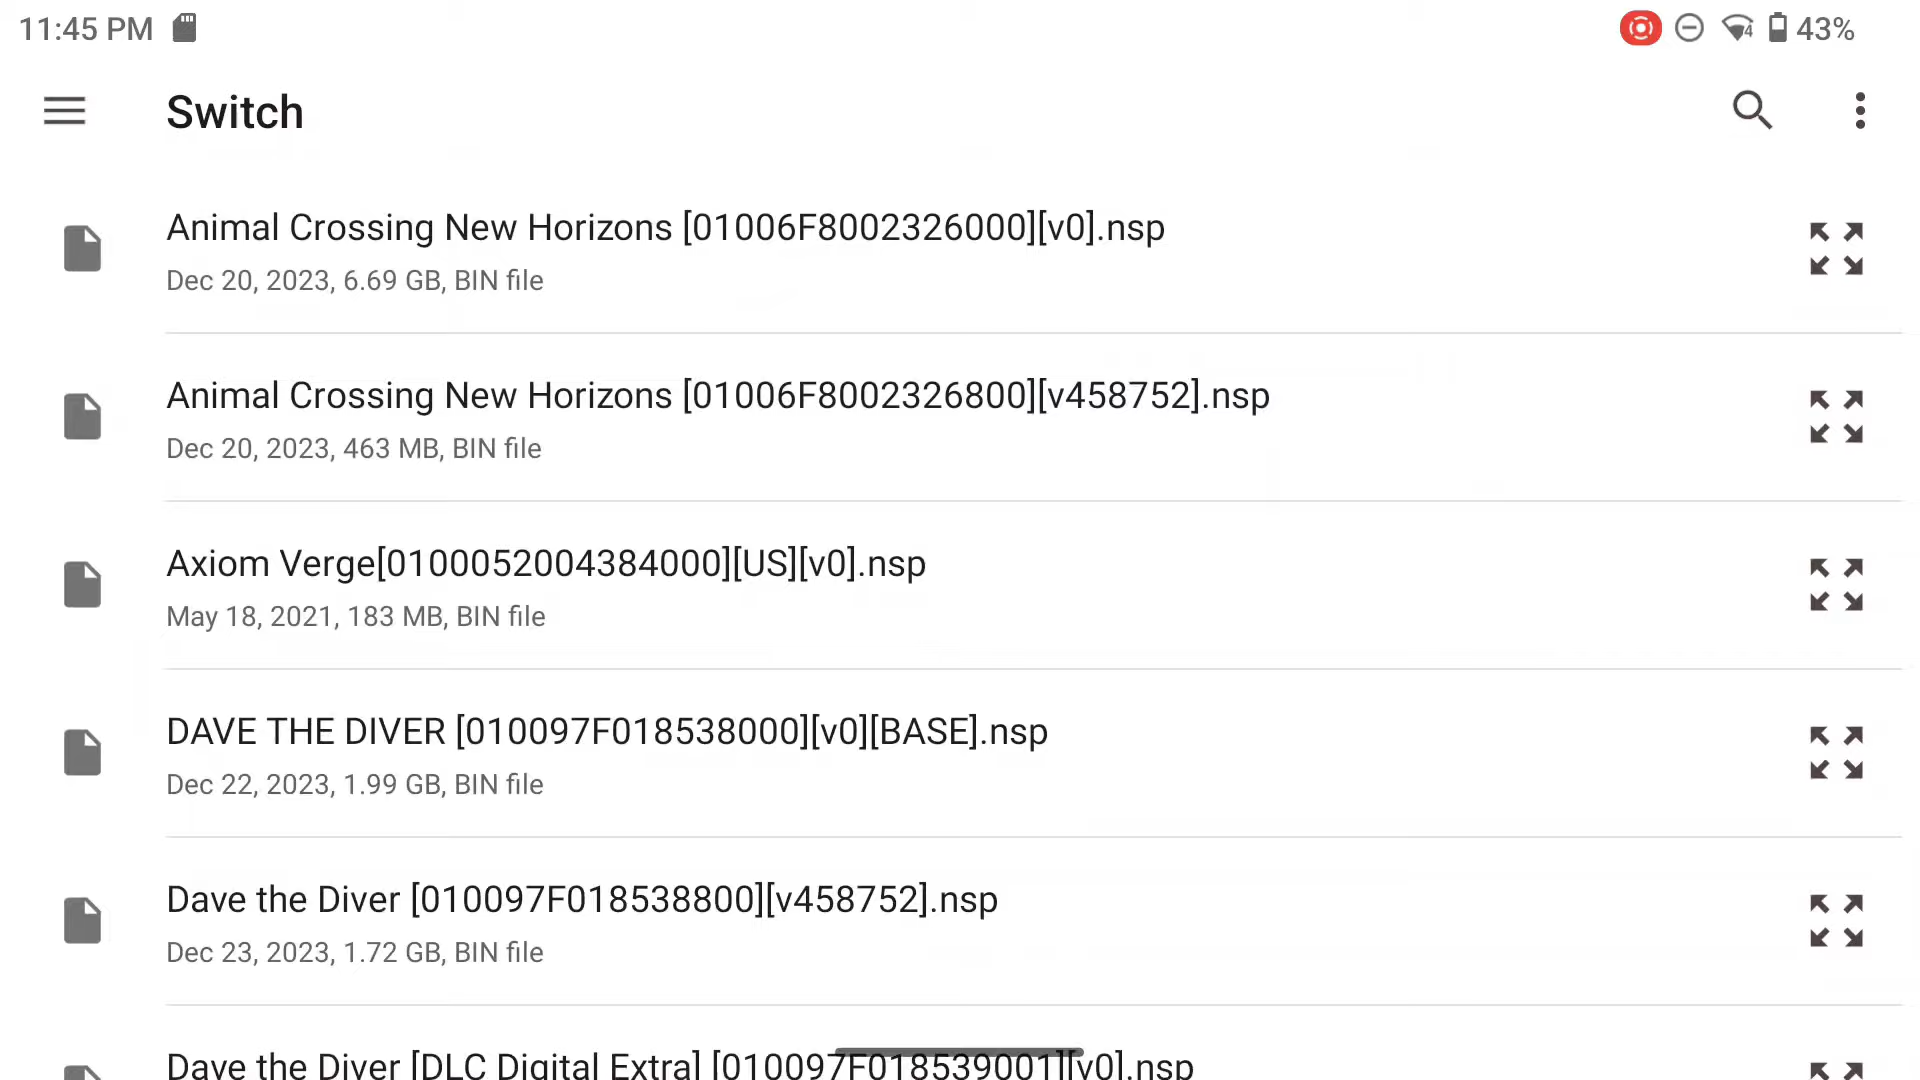 11:45 PM
4 43%
Switch
Animal Crossing New Horizons [01006F8002326000][v0].nsp
Dec 20, 2023, 6.69 GB, BIN file
Animal Crossing New Horizons [01006F8002326800][v458752].nsp
Dec 20, 2023, 463 MB, BIN file
Axiom Verge[0100052004384000][US][v0].nsp
May 18, 2021, 183 MB, BIN file
DAVE THE DIVER [010097F018538000][v0][BASE].nsp
Dec 22, 2023, 1.99 GB, BIN file
Dave the Diver [010097F018538800][v458752].nsp
Dec 23, 2023, 1.72 GB, BIN file
Dave the Diver [DLC Digital Extra] [010097F018539001][v0].nsp